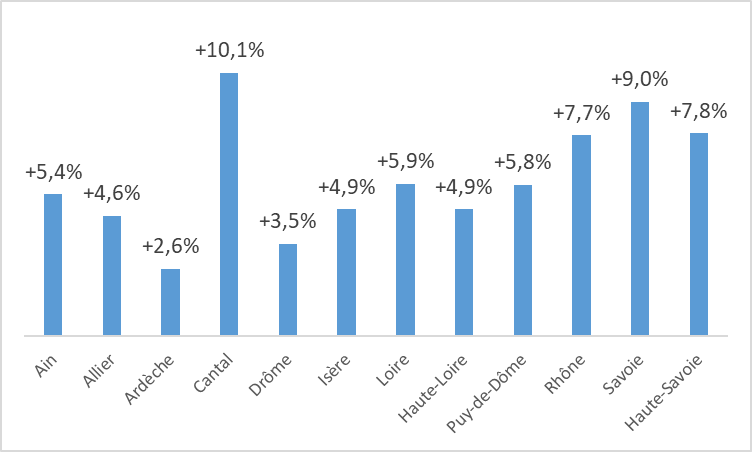 +5,4%
+4,6%
+2,6%
+10,1%
+3,5%
+4,9%
+5,9%
+4,9%
+5,8%
+7,7%
+9,0%
+7,8%
Ain
Allier
Ardèche
Cantal
Drôme
Isère
Loire
Haute-Loire
Puy-de-Dôme
Rhône
Savoie
Haute-Savoie